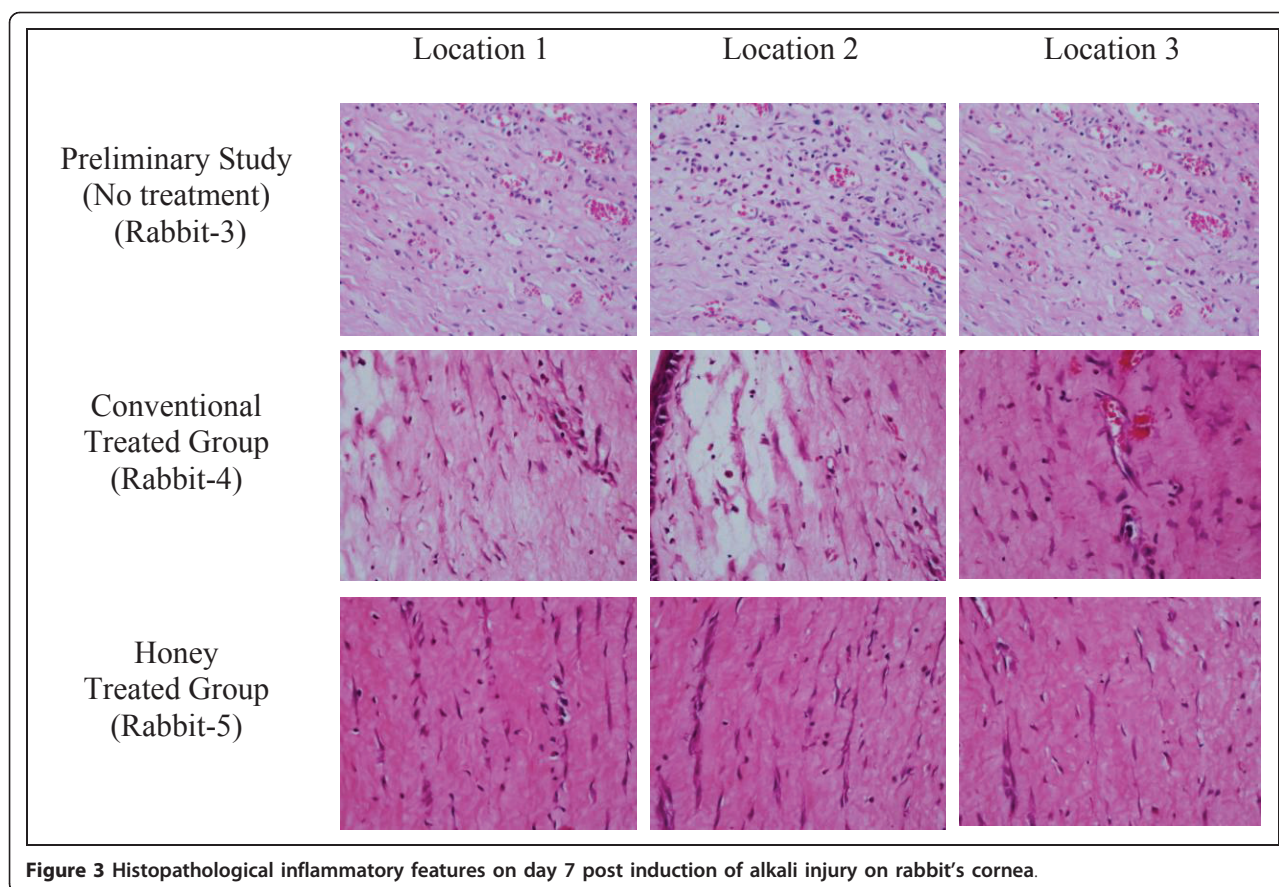 Location 1 Location 2 Location 3
Preliminary Study
(No treatment)
(Rabbit-3)
Conventional
Treated Group
(Rabbit-4)
Honey
Treated Group
(Rabbit-5)
Figure 3 Histopathological inflammatory features on day 7 post induction of alkali injury on rabbit's cornea.